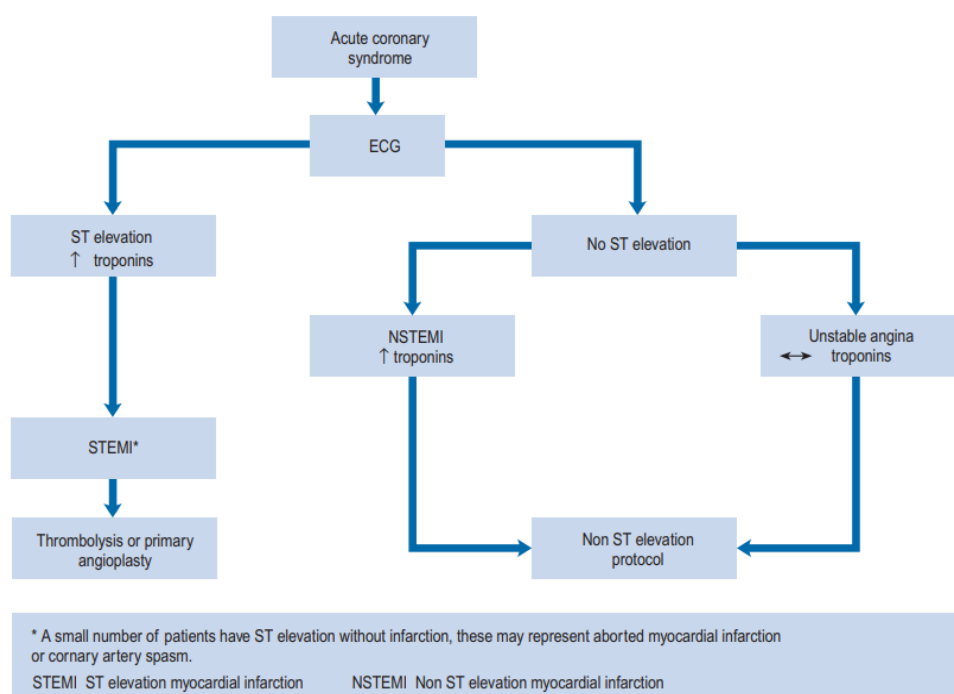 Acute coronary
syndrome
ECG
ST elevation
↑ troponins
No ST elevation
NSTEMI
↑ troponins
Unstable angina
↔ troponins
STEMI*
Thrombolysis or primary
angioplasty
Non ST elevation
protocol
* A small number of patients have ST elevation without infarction, these may represent aborted myocardial infarction
or cornary artery spasm.
STEMI ST elevation myocardial infarction NSTEMI Non ST elevation myocardial infarction